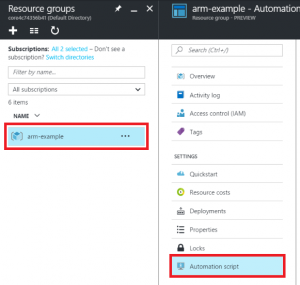 Resource groups
core4c74356b41 (Default Directory)
Subscriptions: All 2 selected – Don't see a
subscription? Switch directories
Filter by name...
All subscriptions
6 items
NAME
arm-example
arm-example - Automation
Resource group - PREVIEW
Search (Ctrl+/)
Overview
Activity log
Access control (IAM)
Tags
SETTINGS
Quickstart
Resource costs
Deployments
Properties
Locks
Automation script